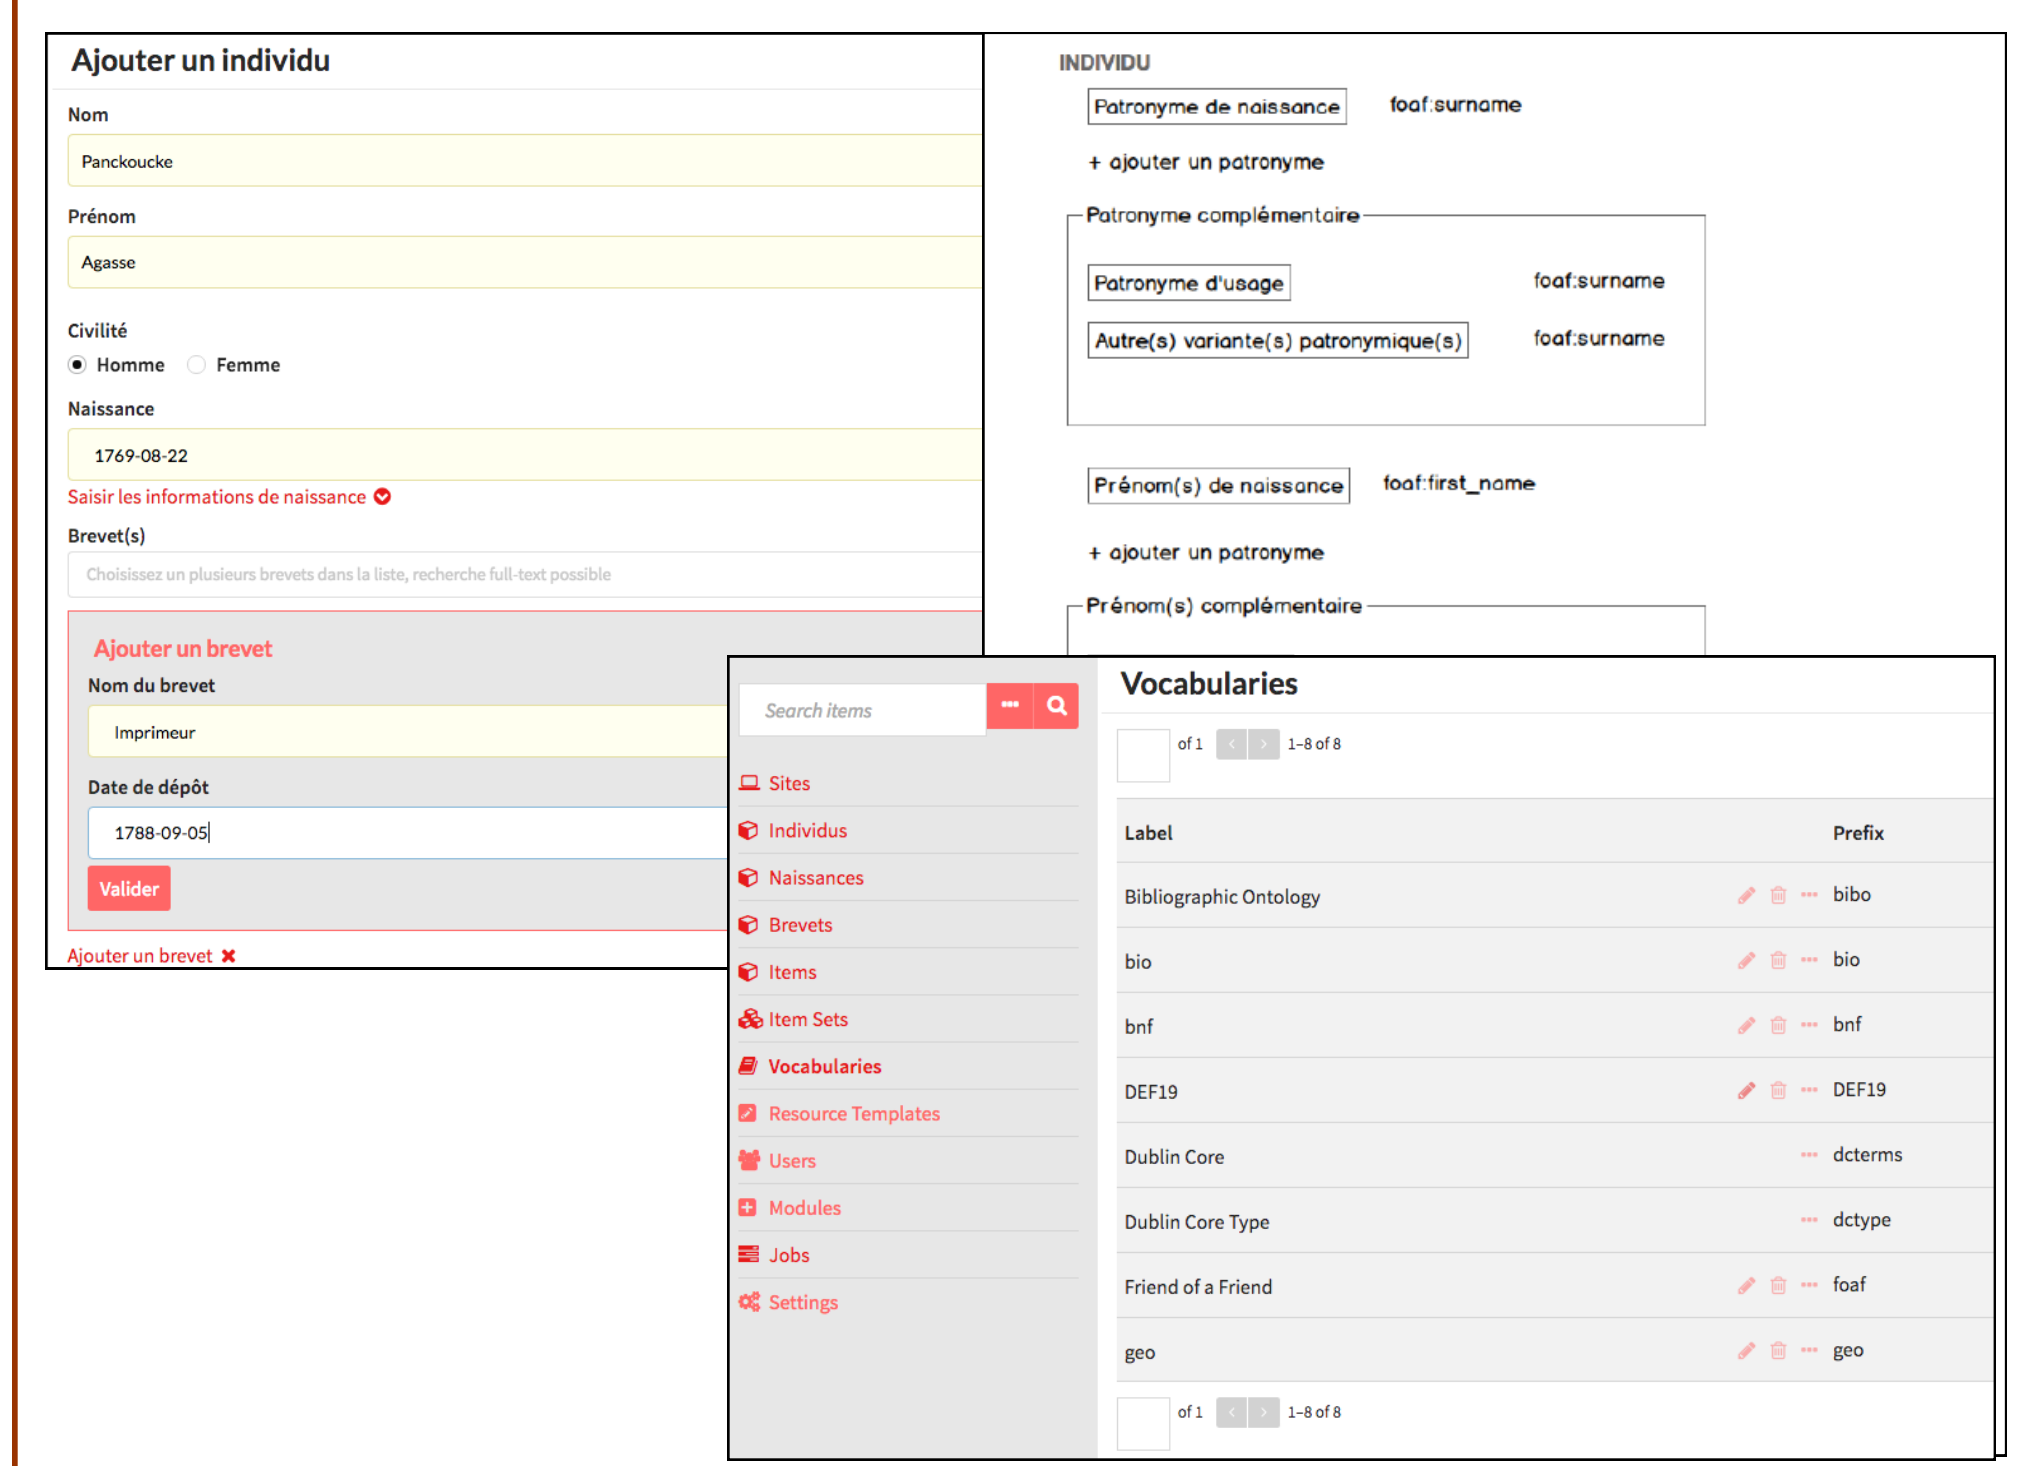 Ajouter un individu
Nom
Panckoucke
Prénom
Agasse
Civilité
Homme Femme
Naissance
1769-08-22
Saisir les informations de naissance
Brevet(s)
Choisissez un plusieurs brevets dans la liste, recherche full-text possible
Ajouter un brevet
Nom du brevet
Imprimeur
Date de dépôt
1788-09-05
Valider
Ajouter un brevet
INDIVIDU
Patronyme de naissance foaf:surname
+ ajouter un patronyme
Patronyme complémentaire
Patronyme d'usage foaf:surname
Autre(s) variante(s) patronymique(s) foaf:surname
Prénom(s) de naissance foaf:first_name
+ ajouter un patronyme
Prénom(s) complémentaire
Search items
Sites
Individus
Naissances
Brevets
Items
Item Sets
Vocabularies
Resource Templates
Users
Modules
Jobs
Settings
Vocabularies
of 1 1–8 of 8
Label Prefix
Bibliographic Ontology bibo
bio bio
bnf bnf
DEF19 DEF19
Dublin Core dcterms
Dublin Core Type dctype
Friend of a Friend foaf
geo geo
of 1 1–8 of 8